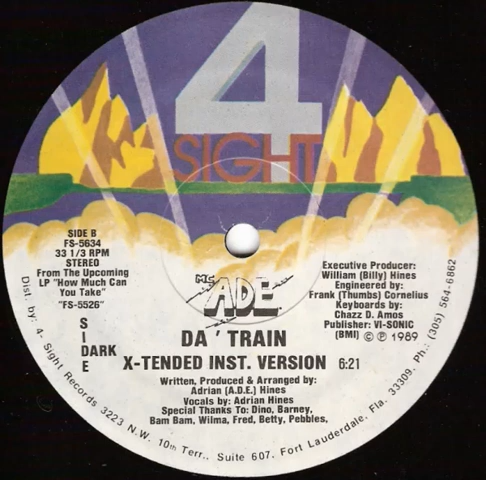 4
SIGHT
SIDE B
FS-5634
33 1/3 RPM
STEREO
From The Upcoming
LP "How Much Can
You Take"
"FS-5526"
SIDE
DARK
Executive Producer:
William (Billy) Hines
Engineered by:
Frank (Thumbs) Cornelius
Keyboards by:
Chazz D. Amos
Publisher: VI-SONIC
(BMI) © ℗ 1989
MC
ADE
DA' TRAIN
X-TENDED INST. VERSION 6:21
Written, Produced & Arranged by:
Adrian (A.D.E.) Hines
Vocals by: Adrian Hines
Special Thanks To: Dino, Barney,
Bam Bam, Wilma, Fred, Betty, Pebbles,
Dist. by: 4- Sight Records 3223 N.W. 10th Terr., Suite 607, Fort Lauderdale, Fla. 33309. Ph.: (305) 564-6862